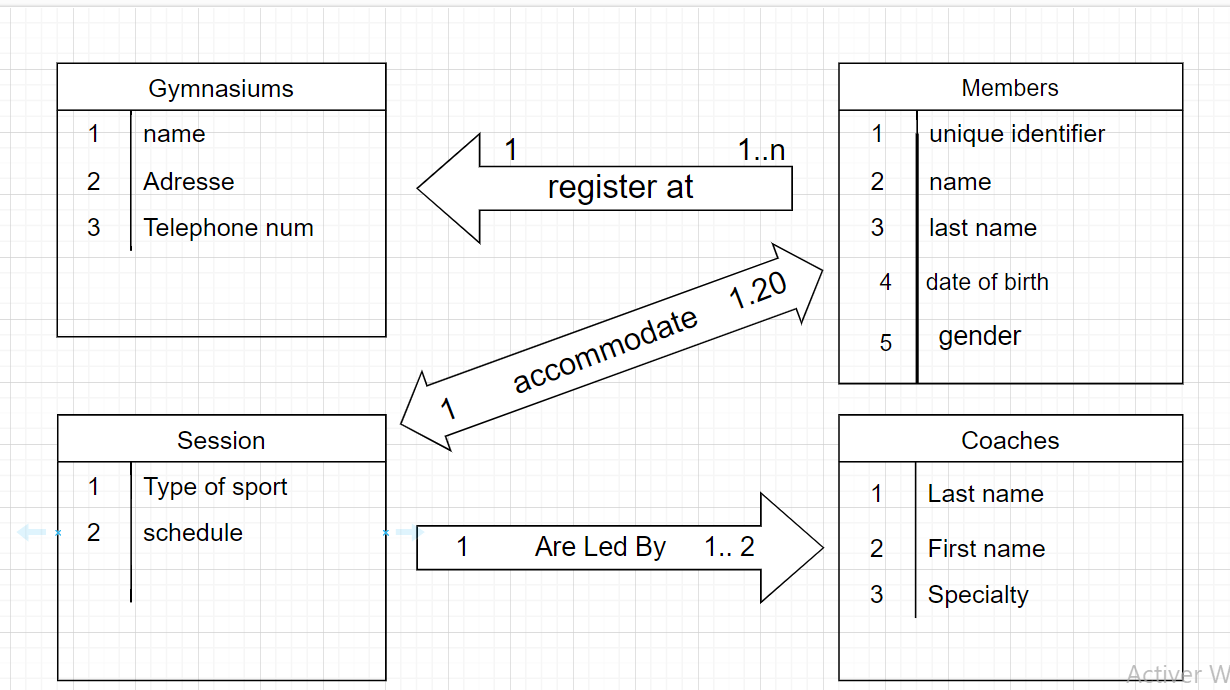 Gymnasiums
1 name
2 Adresse
3 Telephone num
Members
1 unique identifier
2 name
3 last name
4 date of birth
5 gender
1 1..n
register at
1 accommodate 1.20
Session
1 Type of sport
2 schedule
1 Are Led By 1.. 2
Coaches
1 Last name
2 First name
3 Specialty
Activer W